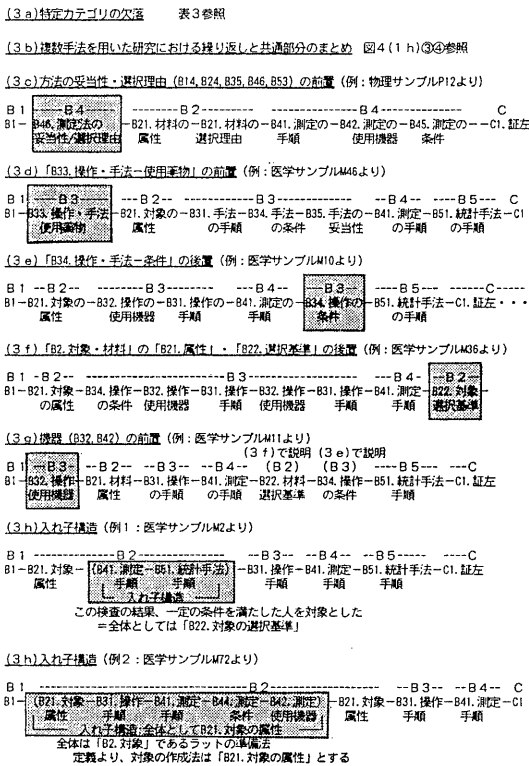 (3a)特定カテゴリの欠落　　表3参照
(3b)複数手法を用いた研究における繰り返しと共通部分のまとめ　図4(1h)③④参照
(3c)方法の妥当性・選択理由(B14,B24,B35,B46,B53)の前置(例:物理サンプルP12より)
B1 ---B4--- --------B2--------- ---------------B4--------------- C
B1-B46.測定法の-B21.材料の-B21.材料の-B41.測定の-B42.測定の-B45.測定の--C1.証左
妥当性/選択理由 属性 選択理由 手順 使用機器 条件
(3d)「B33.操作・手法-使用薬物」の前置(例:医学サンプルM46より)
B1 ---B3--- --B2-- -----------B3------------ --B4-- ---B5--- C
B1-B33.操作・手法-B21.対象の-B31.手法-B34.手法-B35.手法の-B41.測定-B51.統計手法-C1
使用薬物 属性 の手順 の条件 妥当性 の手順 の手順
(3e)「B34.操作・手法-条件」の後置(例:医学サンプルM10より)
B1 --B2-- --------B3-------- ---B4--- B3 ----B5--- ------C-----
B1-B21.対象の-B32.操作の-B31.操作の-B41.測定の-B34.操作の-B51.統計手法-C1.証左・・・
属性 使用機器 手順 手順 条件 の手順
(3f)「B2.対象・材料」の「B21.属性」・「B22.選択基準」の後置(例:医学サンプルM36より)
B1 -B2-- --------------------B3-------------------- --B4- --B2--
B1-B21.対象-B34.操作-B32.操作-B31.操作-B32.操作-B31.操作-B41.測定-B22.対象
の属性 の条件 使用機器 手順 使用機器 手順 手順 選択基準
(3g)機器(B32,B42)の前置(例:医学サンプルM11より)
(3f)で説明(3e)で説明
B1 --B3-- --B2-- --B3-- --B4-- (B2) (B3) ----B5--- ---C
B1-B32.操作-B21.材料-B31.操作-B41.測定-B22.材料-B34.操作-B51.統計手法-C1.証左
使用機器 属性 の手順 の手順 選択基準 の条件 手順
(3h)入れ子構造(例1:医学サンプルM2より)
B1 ---------------B2--------------- --B3-- --B4-- --B5----- ----C
B1-B21.対象-(B41.測定-B51.統計手法)-B31.操作-B41.測定-B51.統計手法-C1.証左
属性 手順 手順 手順 手順 手順
入れ子構造
この検査の結果、一定の条件を満たした人を対象とした
=全体としては「B22.対象の選択基準」
(3h)入れ子構造(例2:医学サンプルM72より)
B1 -----------------------------B2------------------- --B3-- --B4-- C
B1-(B21.対象-B31.操作-B41.測定-B44.測定-B42.測定)-B21.対象-B31.操作-B41.測定-C1
属性 手順 手順 条件 使用機器 属性 手順 手順
入れ子構造:全体としてB21.対象の属性
全体は「B2.対象」であるラットの準備法
定義より、対象の作成法は「B21.対象の属性」とする